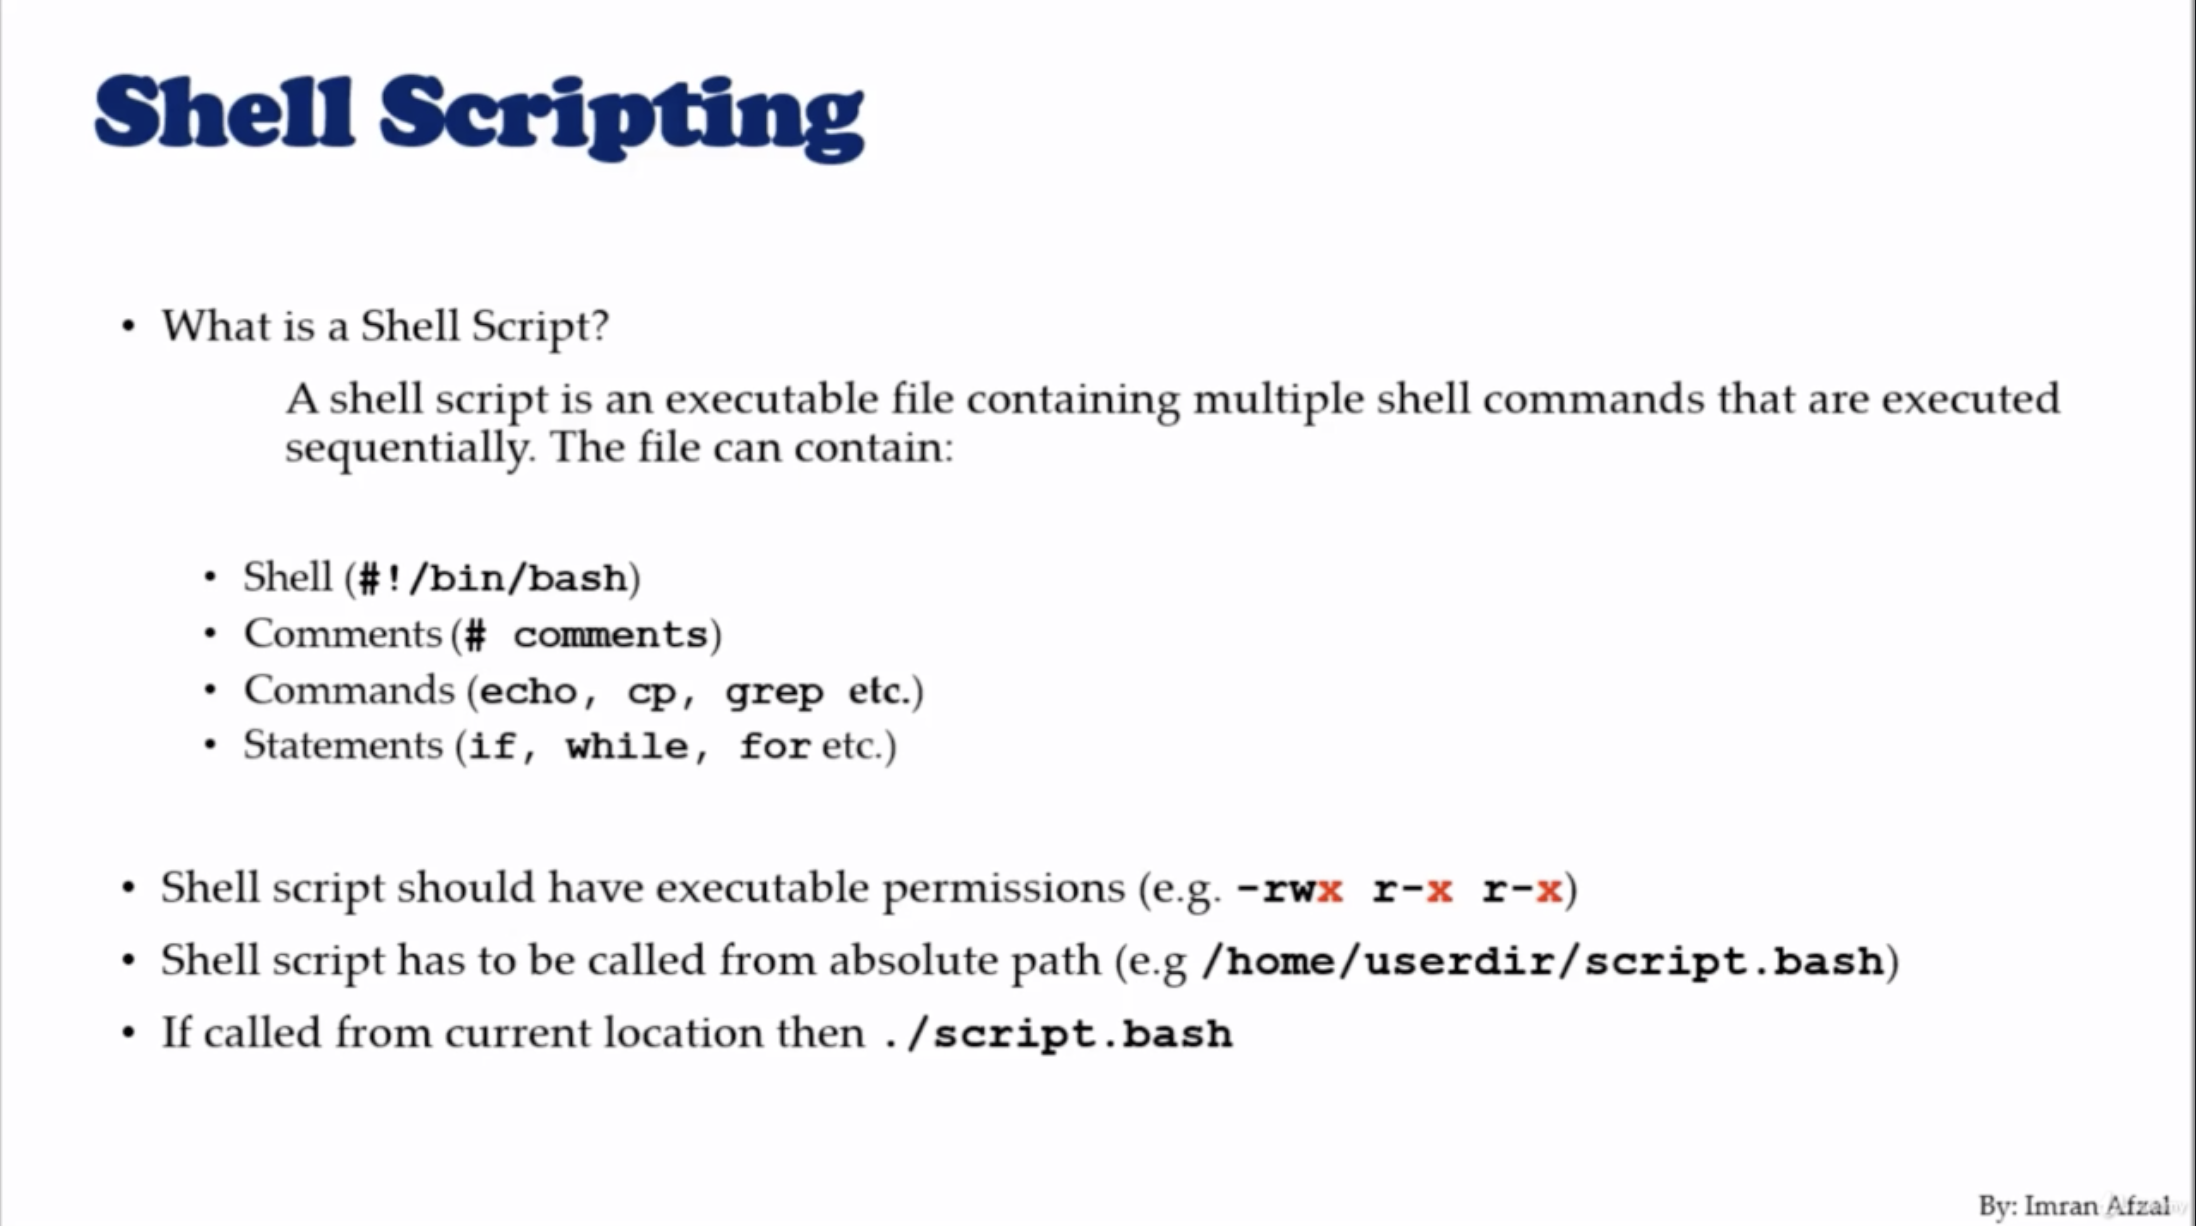 Shell Scripting
• What is a Shell Script?
A shell script is an executable file containing multiple shell commands that are executed
sequentially. The file can contain:
• Shell (#!/bin/bash)
• Comments (# comments)
• Commands (echo, cp, grep etc.)
• Statements (if, while, for etc.)
• Shell script should have executable permissions (e.g. -rwx r-x r-x)
• Shell script has to be called from absolute path (e.g /home/userdir/script.bash)
• If called from current location then ./script.bash
By: Imran Afzal